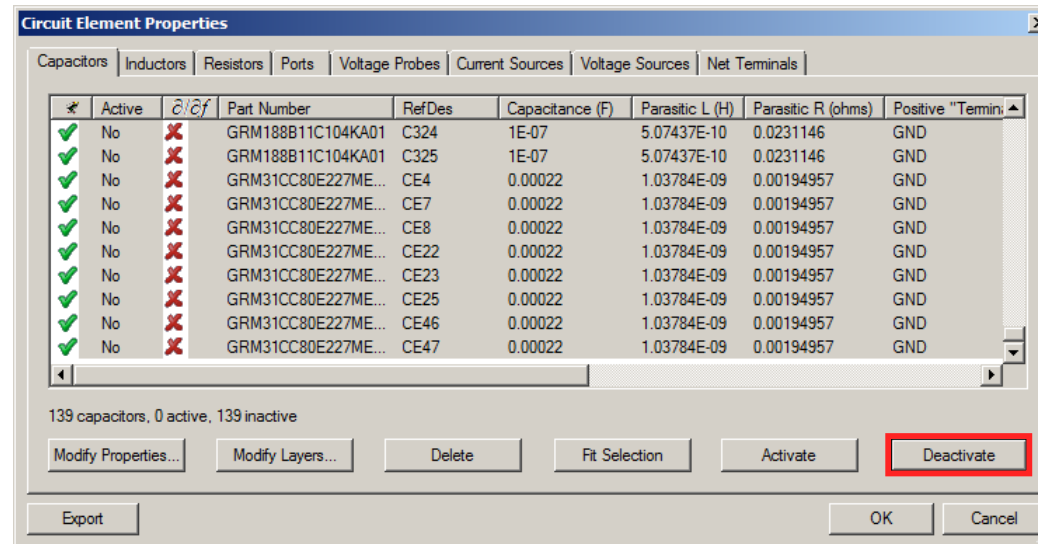 Circuit Element Properties
Capacitors Inductors Resistors Ports Voltage Probes Current Sources Voltage Sources Net Terminals
Active ∂/∂f Part Number RefDes Capacitance (F) Parasitic L (H) Parasitic R (ohms) Positive "Termin
No GRM188B11C104KA01 C324 1E-07 5.07437E-10 0.0231146 GND
No GRM188B11C104KA01 C325 1E-07 5.07437E-10 0.0231146 GND
No GRM31CC80E227ME... CE4 0.00022 1.03784E-09 0.00194957 GND
No GRM31CC80E227ME... CE7 0.00022 1.03784E-09 0.00194957 GND
No GRM31CC80E227ME... CE8 0.00022 1.03784E-09 0.00194957 GND
No GRM31CC80E227ME... CE22 0.00022 1.03784E-09 0.00194957 GND
No GRM31CC80E227ME... CE23 0.00022 1.03784E-09 0.00194957 GND
No GRM31CC80E227ME... CE25 0.00022 1.03784E-09 0.00194957 GND
No GRM31CC80E227ME... CE46 0.00022 1.03784E-09 0.00194957 GND
No GRM31CC80E227ME... CE47 0.00022 1.03784E-09 0.00194957 GND
139 capacitors, 0 active, 139 inactive
Modify Properties... Modify Layers... Delete Fit Selection Activate Deactivate
Export OK Cancel